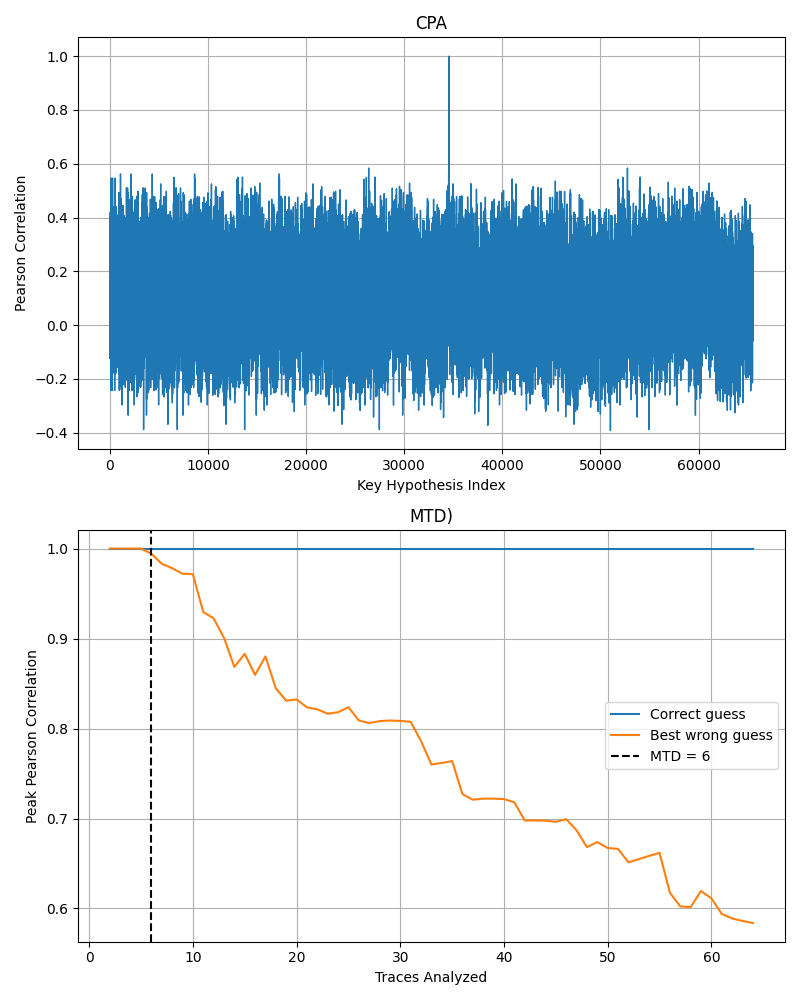 CPA
1.0
0.8
0.6
0.4
0.2
0.0
−0.2
−0.4
Pearson Correlation
0 10000 20000 30000 40000 50000 60000
Key Hypothesis Index
MTD)
1.0
0.9
0.8
0.7
0.6
Peak Pearson Correlation
Correct guess
Best wrong guess
MTD = 6
0 10 20 30 40 50 60
Traces Analyzed